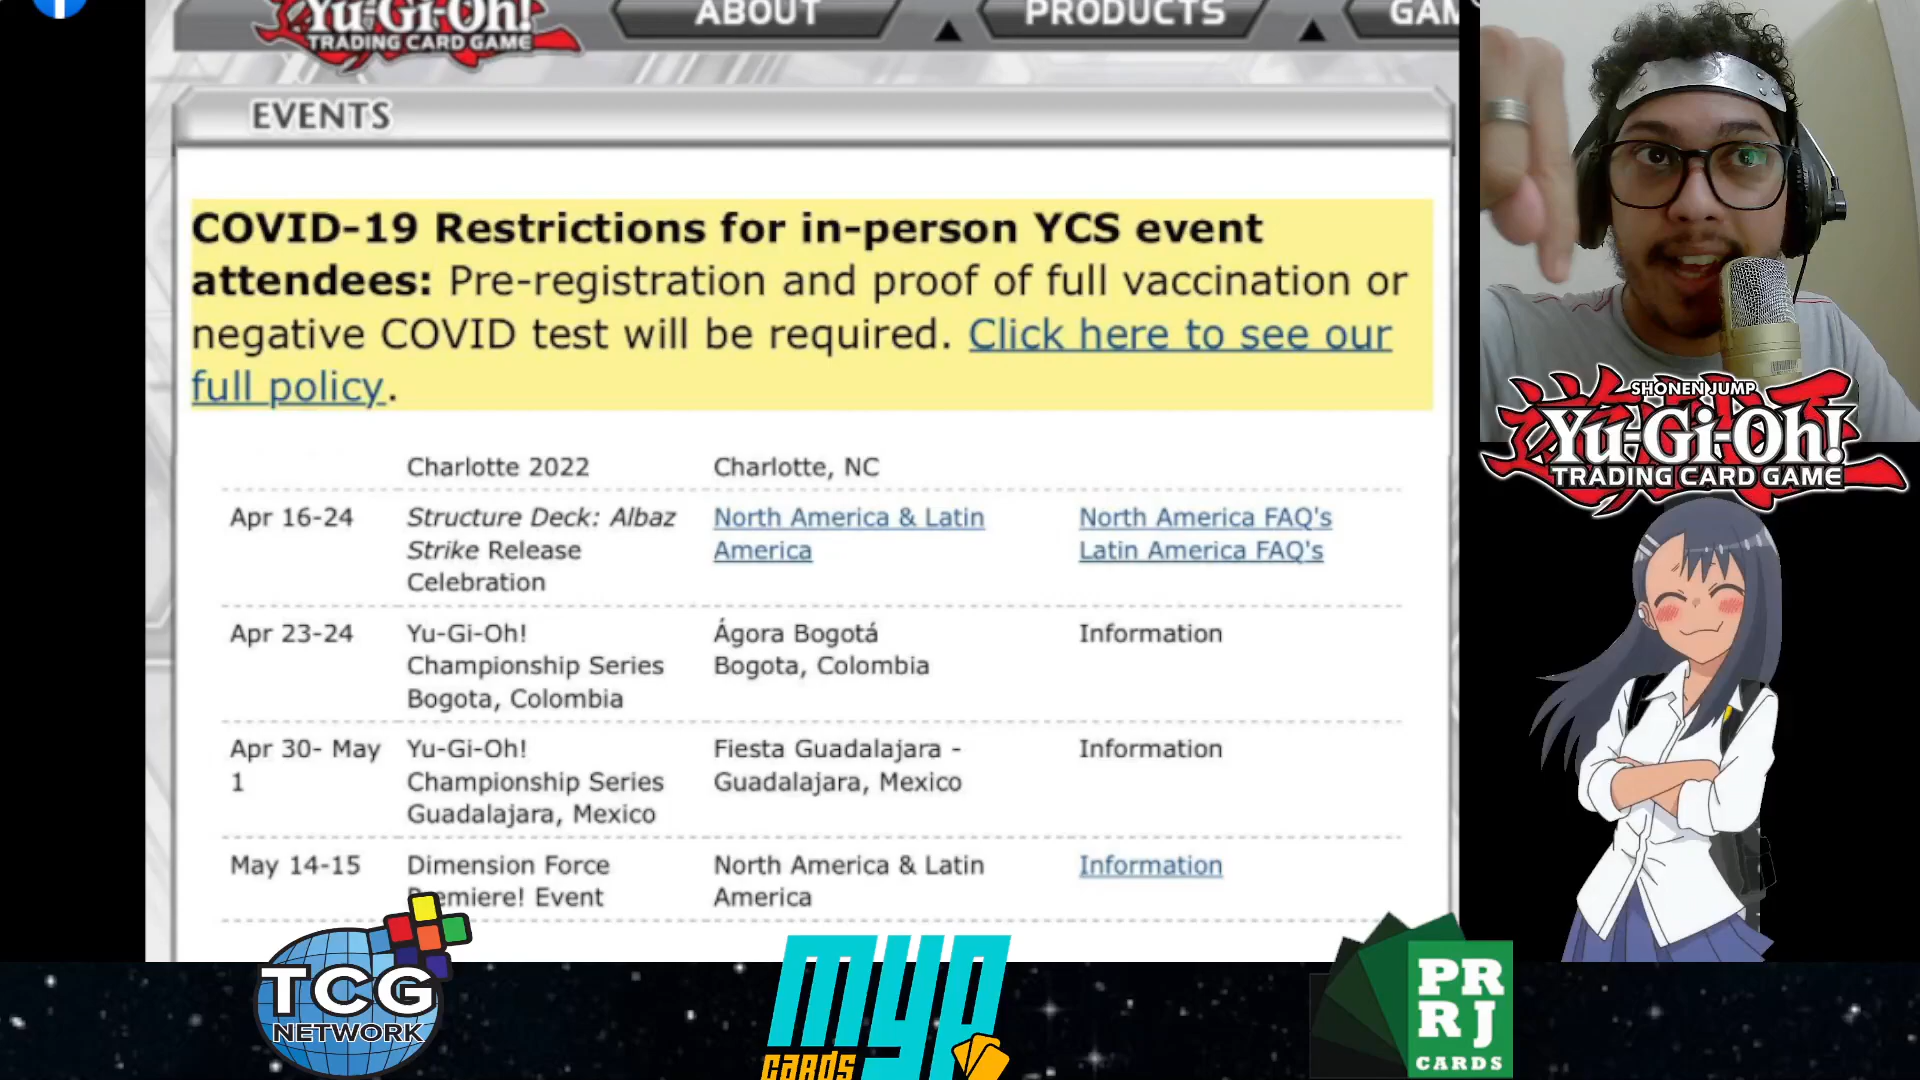 Yu-Gi-Oh!
TRADING CARD GAME
ABOUT
PRODUCTS
GAM
EVENTS
COVID-19 Restrictions for in-person YCS event
attendees: Pre-registration and proof of full vaccination or
negative COVID test will be required. Click here to see our
full policy.
Charlotte 2022
Charlotte, NC
Apr 16-24
Structure Deck: Albaz
Strike Release
Celebration
North America & Latin
America
North America FAQ's
Latin America FAQ's
Apr 23-24
Yu-Gi-Oh!
Championship Series
Bogota, Colombia
Ágora Bogotá
Bogota, Colombia
Information
Apr 30- May
1
Yu-Gi-Oh!
Championship Series
Guadalajara, Mexico
Fiesta Guadalajara -
Guadalajara, Mexico
Information
May 14-15
Dimension Force
Premiere! Event
North America & Latin
America
Information
SHONEN JUMP
Yu-Gi-Oh!
TRADING CARD GAME
TCG
NETWORK
myp
cards
PR
RJ
CARDS